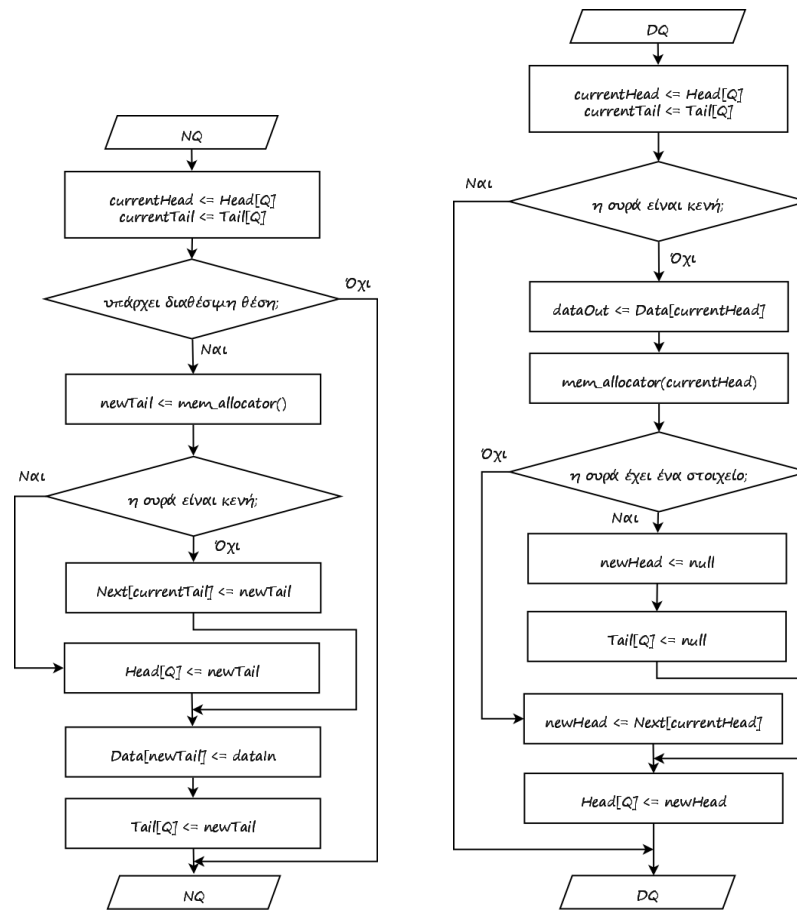 NQ
currentHead <= Head[Q]
currentTail <= Tail[Q]
υπάρχει διαθέσιμη θέση;
Όχι
Ναι
newTail <= mem_allocator()
Ναι
η ουρά είναι κενή;
Όχι
Next[currentTail] <= newTail
Head[Q] <= newTail
Data[newTail] <= dataIn
Tail[Q] <= newTail
NQ
DQ
currentHead <= Head[Q]
currentTail <= Tail[Q]
Ναι
η ουρά είναι κενή;
Όχι
dataOut <= Data[currentHead]
mem_allocator(currentHead)
Όχι
η ουρά έχει ένα στοιχείο;
Ναι
newHead <= null
Tail[Q] <= null
newHead <= Next[currentHead]
Head[Q] <= newHead
DQ